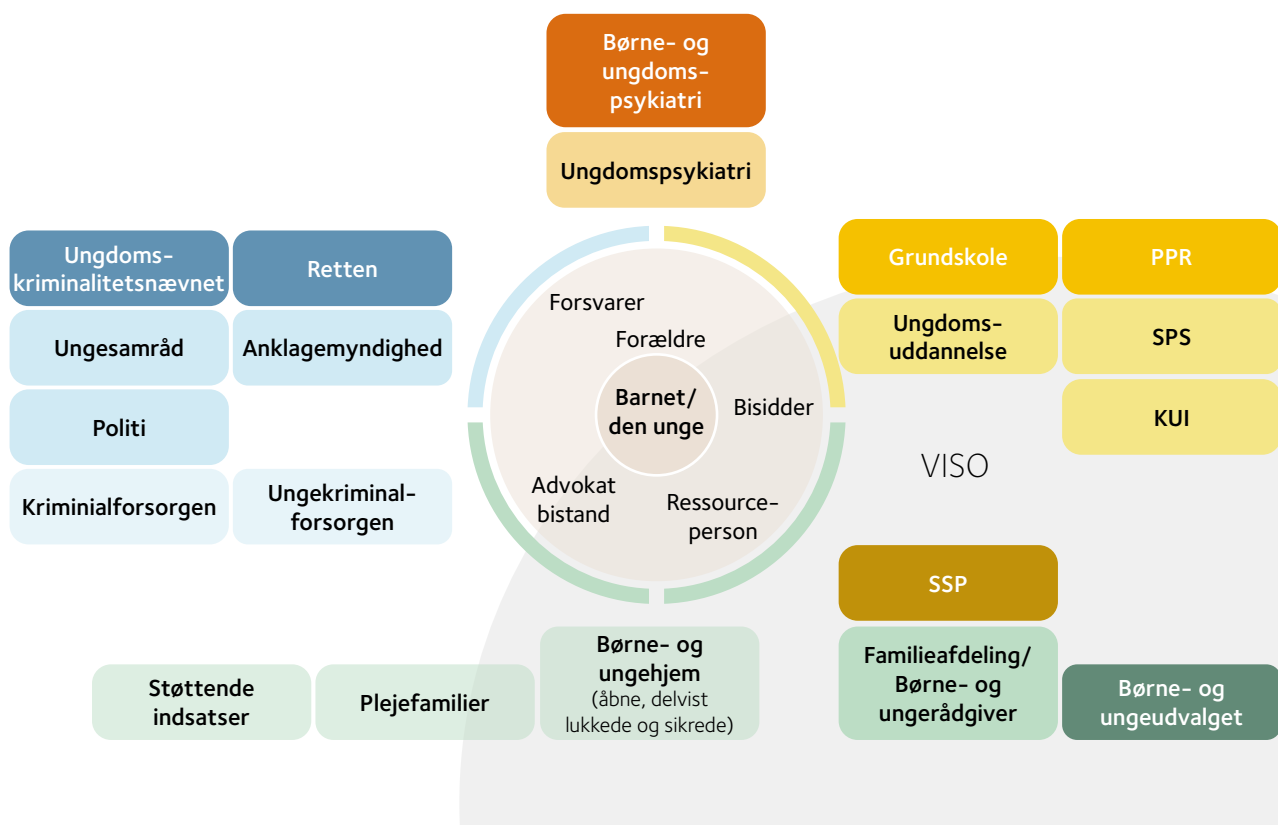 Børne- og
ungdoms-
psykiatri
Ungdomspsykiatri
Ungdoms-
kriminalitetsnævnet
Retten
Ungesamråd
Anklagemyndighed
Politi
Kriminialforsorgen
Ungekriminal-
forsorgen
Forsvarer
Forældre
Barnet/
den unge
Bisidder
Advokat
bistand
Ressource-
person
Grundskole
PPR
Ungdoms-
uddannelse
SPS
KUI
VISO
SSP
Støttende
indsatser
Plejefamilier
Børne- og
ungehjem
(åbne, delvist
lukkede og sikrede)
Familieafdeling/
Børne- og
ungerådgiver
Børne- og
ungeudvalget